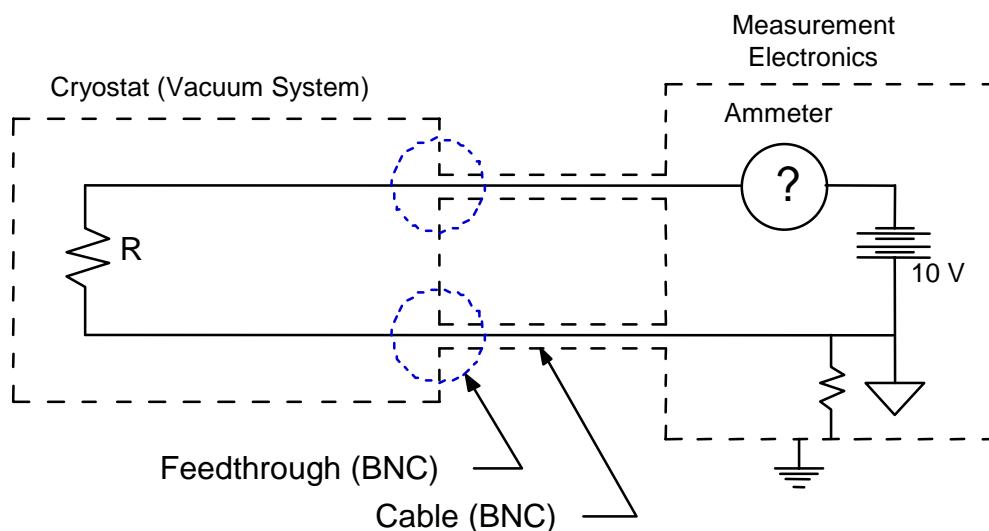 Measurement
Electronics
Cryostat (Vacuum System)
Ammeter
?
R
10 V
Feedthrough (BNC)
Cable (BNC)